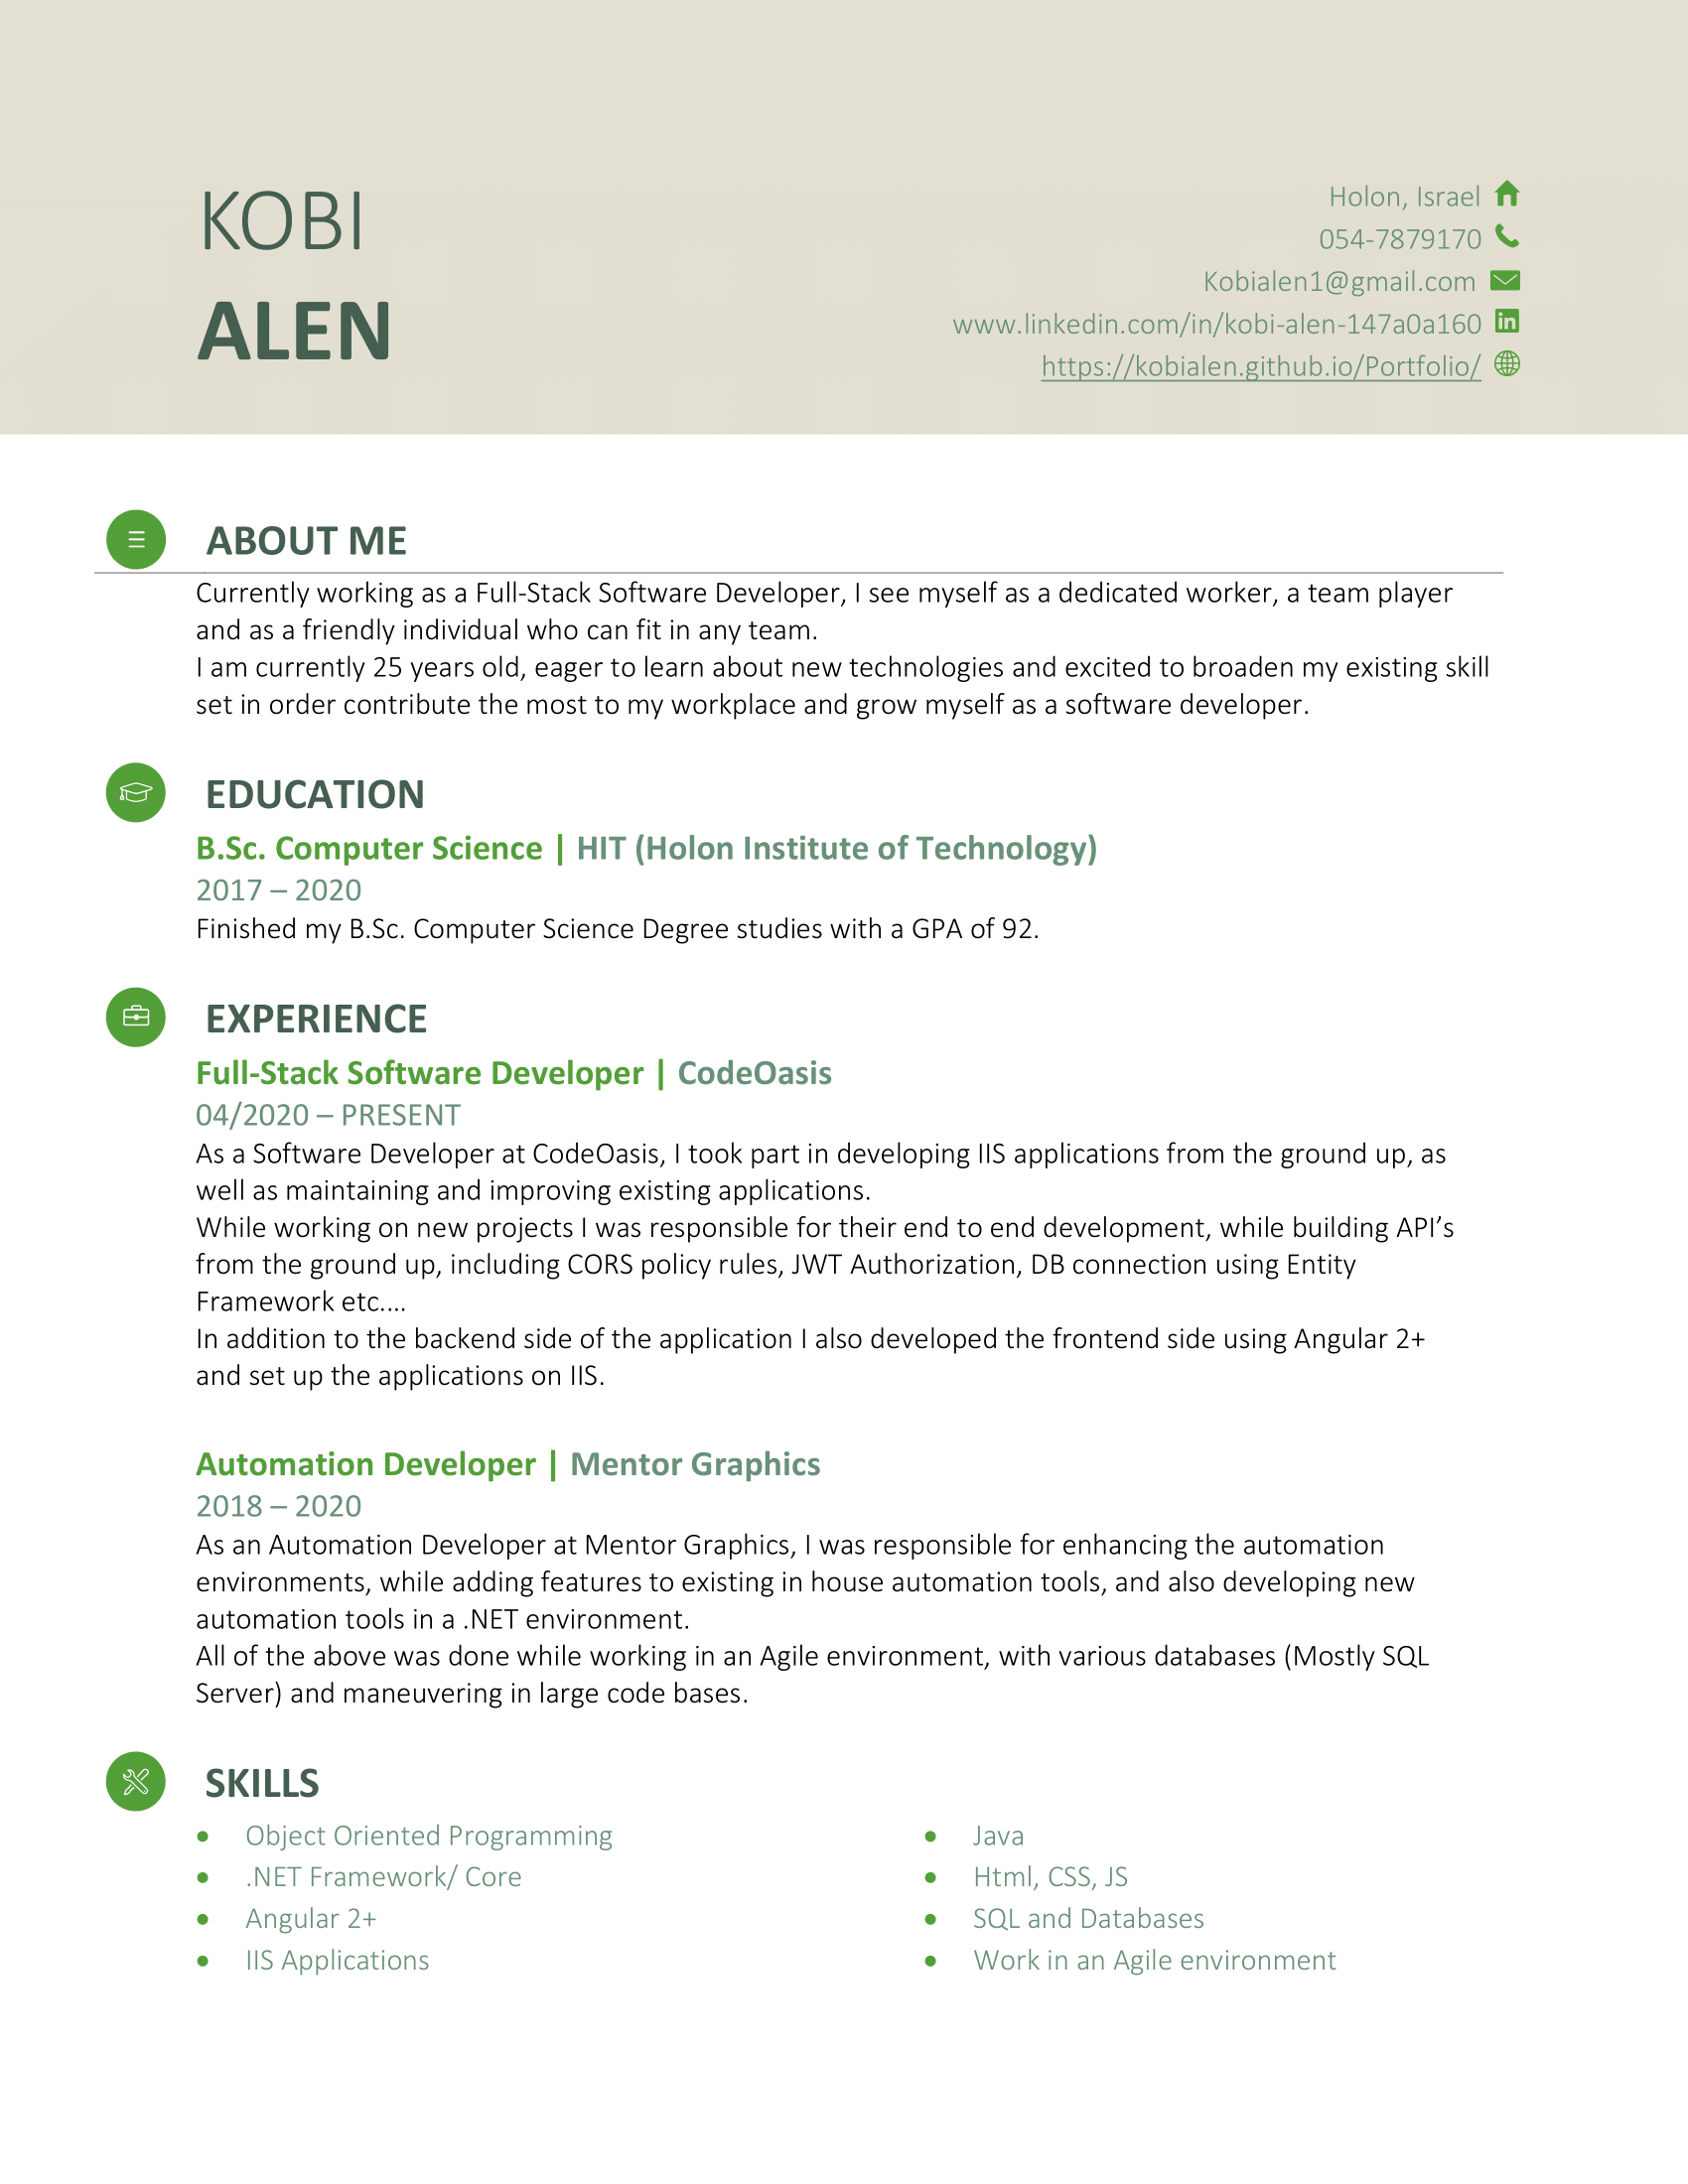 KOBI
ALEN
Holon, Israel
054-7879170
Kobialen1@gmail.com
www.linkedin.com/in/kobi-alen-147a0a160
https://kobialen.github.io/Portfolio/
ABOUT ME
Currently working as a Full-Stack Software Developer, I see myself as a dedicated worker, a team player
and as a friendly individual who can fit in any team.
I am currently 25 years old, eager to learn about new technologies and excited to broaden my existing skill
set in order contribute the most to my workplace and grow myself as a software developer.
EDUCATION
B.Sc. Computer Science | HIT (Holon Institute of Technology)
2017 – 2020
Finished my B.Sc. Computer Science Degree studies with a GPA of 92.
EXPERIENCE
Full-Stack Software Developer | CodeOasis
04/2020 – PRESENT
As a Software Developer at CodeOasis, I took part in developing IIS applications from the ground up, as
well as maintaining and improving existing applications.
While working on new projects I was responsible for their end to end development, while building API’s
from the ground up, including CORS policy rules, JWT Authorization, DB connection using Entity
Framework etc....
In addition to the backend side of the application I also developed the frontend side using Angular 2+
and set up the applications on IIS.
Automation Developer | Mentor Graphics
2018 – 2020
As an Automation Developer at Mentor Graphics, I was responsible for enhancing the automation
environments, while adding features to existing in house automation tools, and also developing new
automation tools in a .NET environment.
All of the above was done while working in an Agile environment, with various databases (Mostly SQL
Server) and maneuvering in large code bases.
SKILLS
• Object Oriented Programming
• .NET Framework/ Core
• Angular 2+
• IIS Applications
• Java
• Html, CSS, JS
• SQL and Databases
• Work in an Agile environment